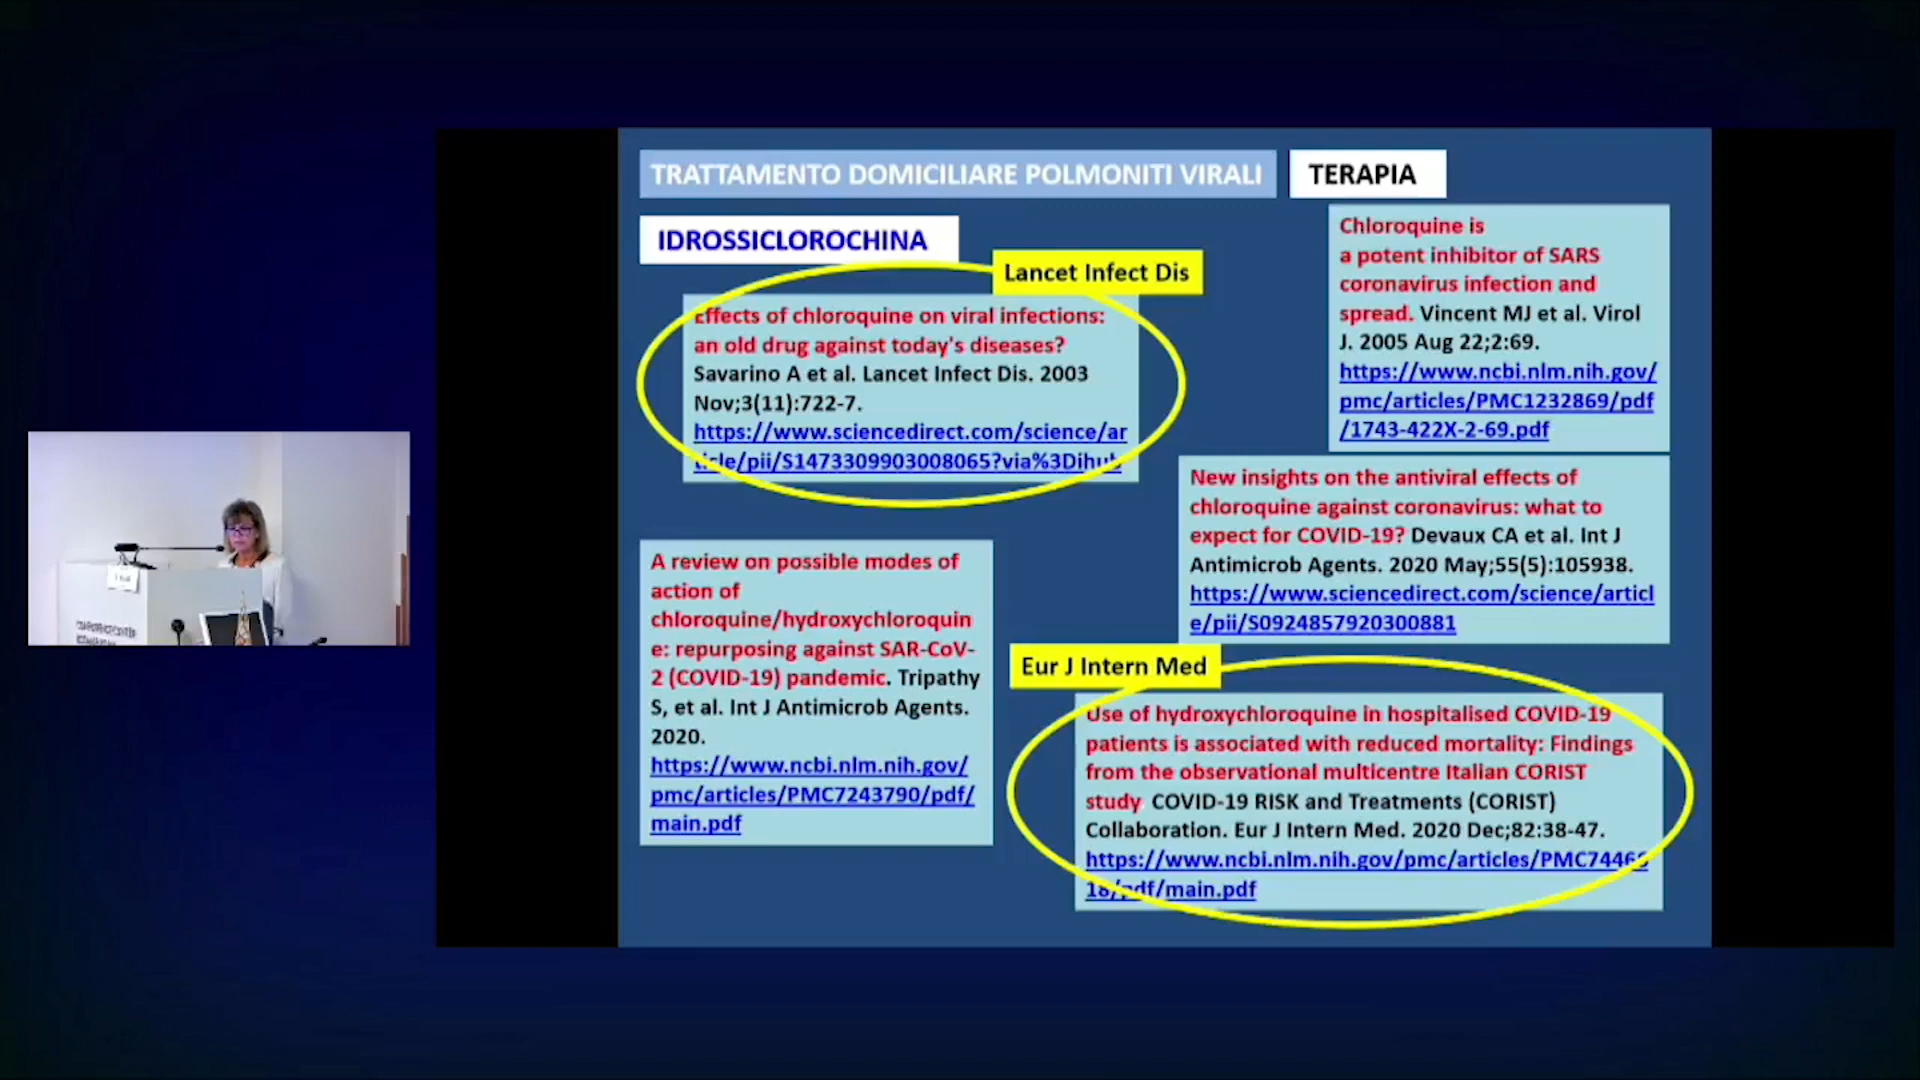 TRATTAMENTO DOMICILIARE POLMONITI VIRALI
TERAPIA
IDROSSICLOROCHINA
Lancet Infect Dis
Effects of chloroquine on viral infections:
an old drug against today's diseases?
Savarino A et al. Lancet Infect Dis. 2003
Nov;3(11):722-7.
https://www.sciencedirect.com/science/ar
ticle/pii/S1473309903008065?via%3Dihub
Chloroquine is
a potent inhibitor of SARS
coronavirus infection and
spread. Vincent MJ et al. Virol
J. 2005 Aug 22;2:69.
https://www.ncbi.nlm.nih.gov/
pmc/articles/PMC1232869/pdf
/1743-422X-2-69.pdf
New insights on the antiviral effects of
chloroquine against coronavirus: what to
expect for COVID-19? Devaux CA et al. Int J
Antimicrob Agents. 2020 May;55(5):105938.
https://www.sciencedirect.com/science/articl
e/pii/S0924857920300881
A review on possible modes of
action of
chloroquine/hydroxychloroquin
e: repurposing against SAR-CoV-
2 (COVID-19) pandemic. Tripathy
S, et al. Int J Antimicrob Agents.
2020.
https://www.ncbi.nlm.nih.gov/
pmc/articles/PMC7243790/pdf/
main.pdf
Eur J Intern Med
Use of hydroxychloroquine in hospitalised COVID-19
patients is associated with reduced mortality: Findings
from the observational multicentre Italian CORIST
study COVID-19 RISK and Treatments (CORIST)
Collaboration. Eur J Intern Med. 2020 Dec;82:38-47.
https://www.ncbi.nlm.nih.gov/pmc/articles/PMC74466
18/pdf/main.pdf